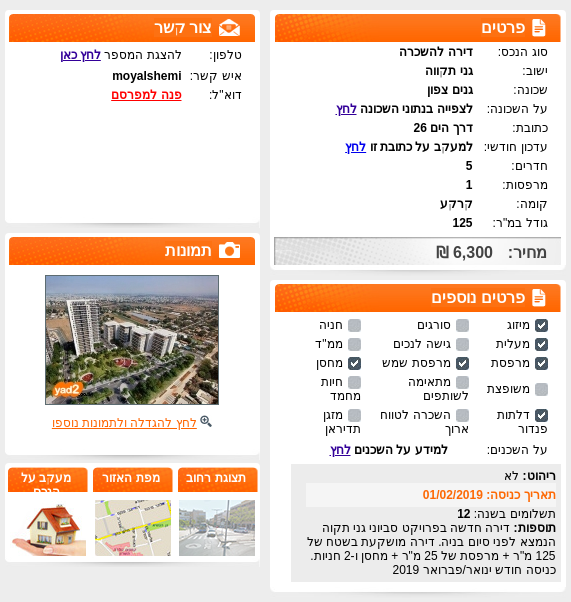 פרטים
סוג הנכס: דירה להשכרה
ישוב: גני תקווה
שכונה: גנים צפון
על השכונה: לצפייה בנתוני השכונה לחץ
כתובת: דרך הים 26
עדכון חודשי: למעקב על כתובת זו לחץ
חדרים: 5
מרפסות: 1
קומה: קרקע
גודל במ"ר: 125
מחיר: 6,300 ₪
פרטים נוספים
מיזוג סורגים חניה
מעלית גישה לנכים ממ"ד
מרפסת מרפסת שמש מחסן
משופצת מתאימה לשותפים חיות מחמד
דלתות פנדור השכרה לטווח ארוך מזגן תדיראן
על השכנים: למידע על השכנים לחץ
ריהוט: לא
תאריך כניסה: 01/02/2019
תשלומים בשנה: 12
תוספות: דירה חדשה בפרויקט סביוני גני תקוה
הנמצא לפני סיום בניה. דירה מושקעת בשטח של
125 מ"ר + מרפסת של 25 מ"ר + מחסן ו-2 חניות.
כניסה חודש ינואר/פברואר 2019
צור קשר
טלפון: להצגת המספר לחץ כאן
איש קשר: moyalshemi
דוא"ל: פנה למפרסם
תמונות
yad2
לחץ להגדלה ולתמונות נוספו
תצוגת רחוב
מפת האזור
מעקב על
הנכס